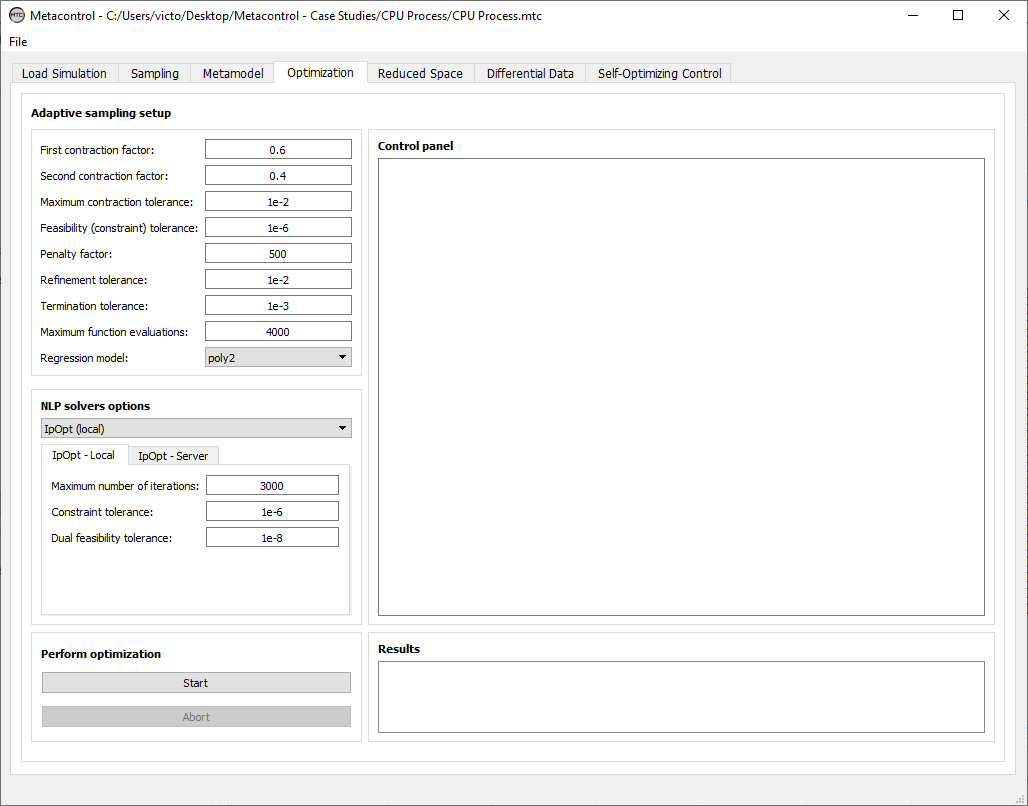 MTC Metacontrol - C:/Users/victo/Desktop/Metacontrol - Case Studies/CPU Process/CPU Process.mtc
File
Load Simulation Sampling Metamodel Optimization Reduced Space Differential Data Self-Optimizing Control
Adaptive sampling setup
First contraction factor: 0.6
Second contraction factor: 0.4
Maximum contraction tolerance: 1e-2
Feasibility (constraint) tolerance: 1e-6
Penalty factor: 500
Refinement tolerance: 1e-2
Termination tolerance: 1e-3
Maximum function evaluations: 4000
Regression model: poly2
NLP solvers options
IpOpt (local)
IpOpt - Local IpOpt - Server
Maximum number of iterations: 3000
Constraint tolerance: 1e-6
Dual feasibility tolerance: 1e-8
Perform optimization
Start
Abort
Control panel
Results